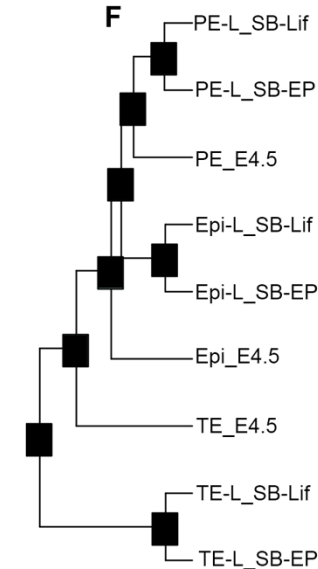 F
PE-L_SB-Lif
PE-L_SB-EP
PE_E4.5
Epi-L_SB-Lif
Epi-L_SB-EP
Epi_E4.5
TE_E4.5
TE-L_SB-Lif
TE-L_SB-EP